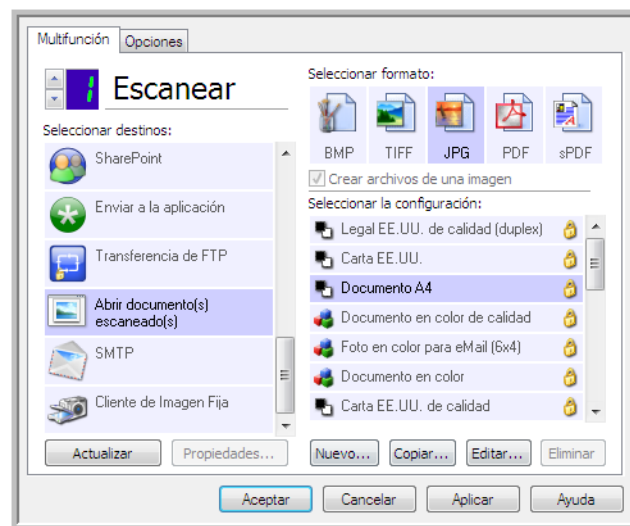 Multifunción
Opciones
1
Escanear
Seleccionar destinos:
SharePoint
Enviar a la aplicación
Transferencia de FTP
Abrir documento(s)
escaneado(s)
SMTP
Cliente de Imagen Fija
Actualizar
Propiedades...
Seleccionar formato:
BMP
TIFF
JPG
PDF
sPDF
Crear archivos de una imagen
Seleccionar la configuración:
Legal EE.UU. de calidad (duplex)
Carta EE.UU.
Documento A4
Documento en color de calidad
Foto en color para eMail (6x4)
Documento en color
Carta EE.UU. de calidad
Nuevo...
Copiar...
Editar...
Eliminar
Aceptar
Cancelar
Aplicar
Ayuda